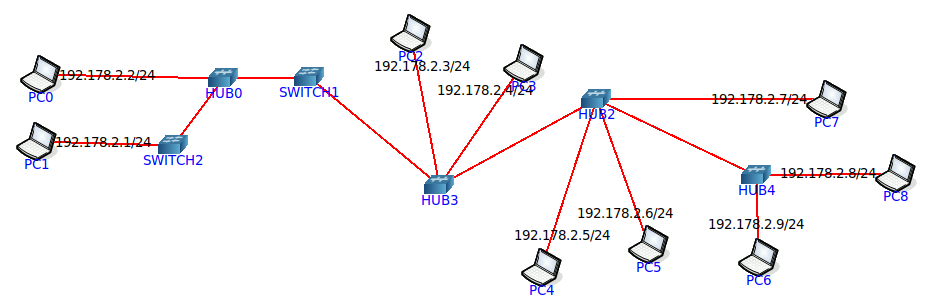 PC0
192.178.2.2/24
HUB0
SWITCH1
PC1
192.178.2.1/24
SWITCH2
PC2
192.178.2.3/24
PC3
192.178.2.4/24
HUB3
HUB2
192.178.2.7/24
PC7
HUB4
192.178.2.8/24
PC8
192.178.2.6/24
PC5
192.178.2.5/24
PC4
192.178.2.9/24
PC6